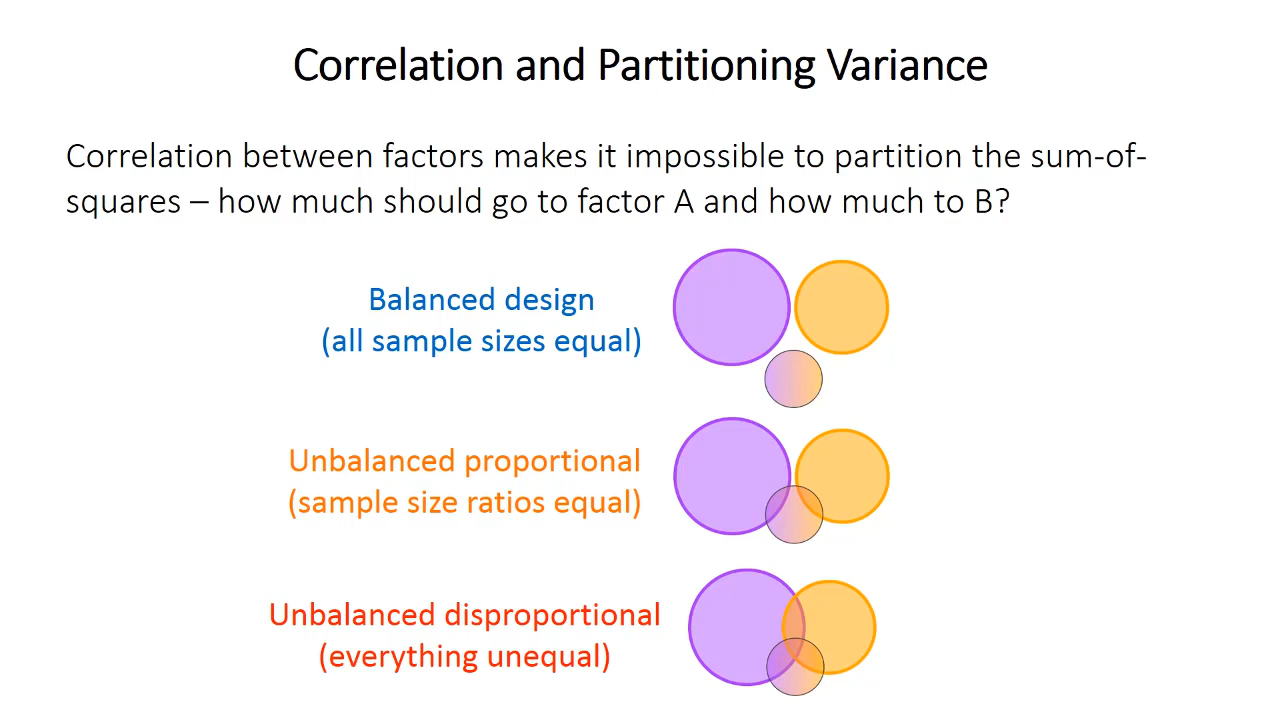 Correlation and Partitioning Variance
Correlation between factors makes it impossible to partition the sum-of-
squares – how much should go to factor A and how much to B?
Balanced design
(all sample sizes equal)
Unbalanced proportional
(sample size ratios equal)
Unbalanced disproportional
(everything unequal)